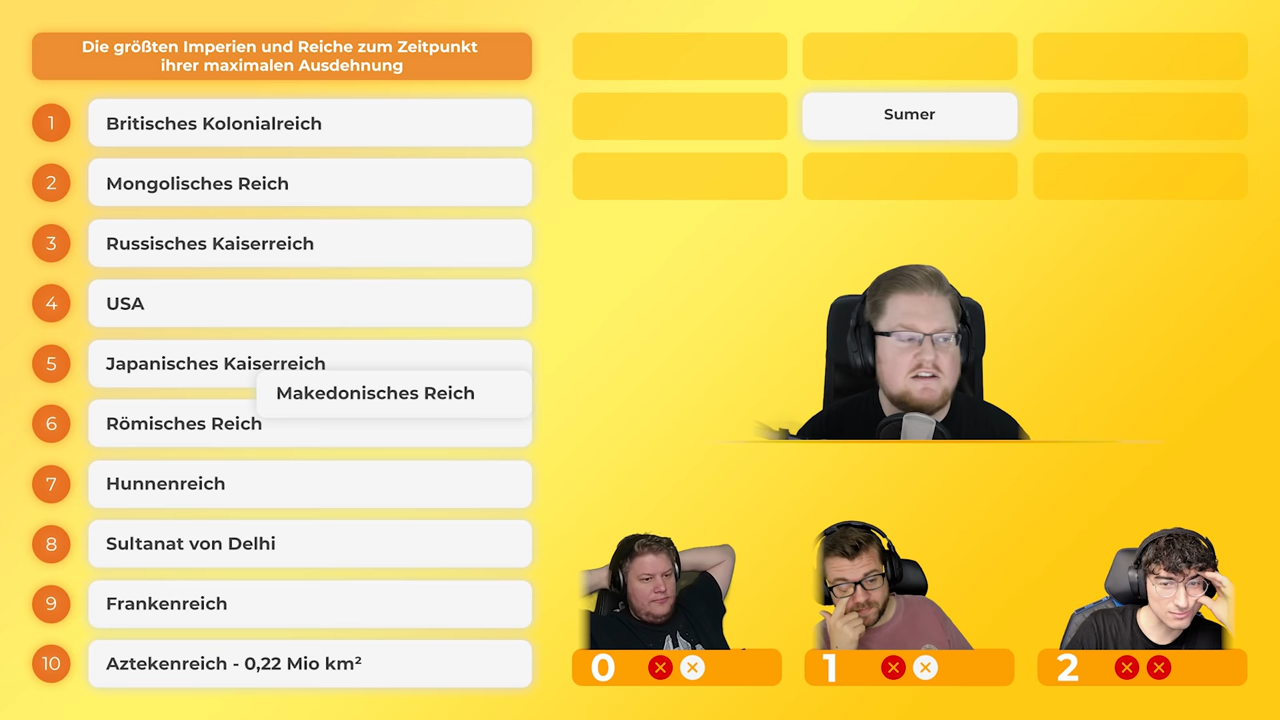 Die größten Imperien und Reiche zum Zeitpunkt
ihrer maximalen Ausdehnung
1 Britisches Kolonialreich
2 Mongolisches Reich
3 Russisches Kaiserreich
4 USA
5 Japanisches Kaiserreich
Makedonisches Reich
6 Römisches Reich
7 Hunnenreich
8 Sultanat von Delhi
9 Frankenreich
10 Aztekenreich - 0,22 Mio km²
Sumer
0
1
2